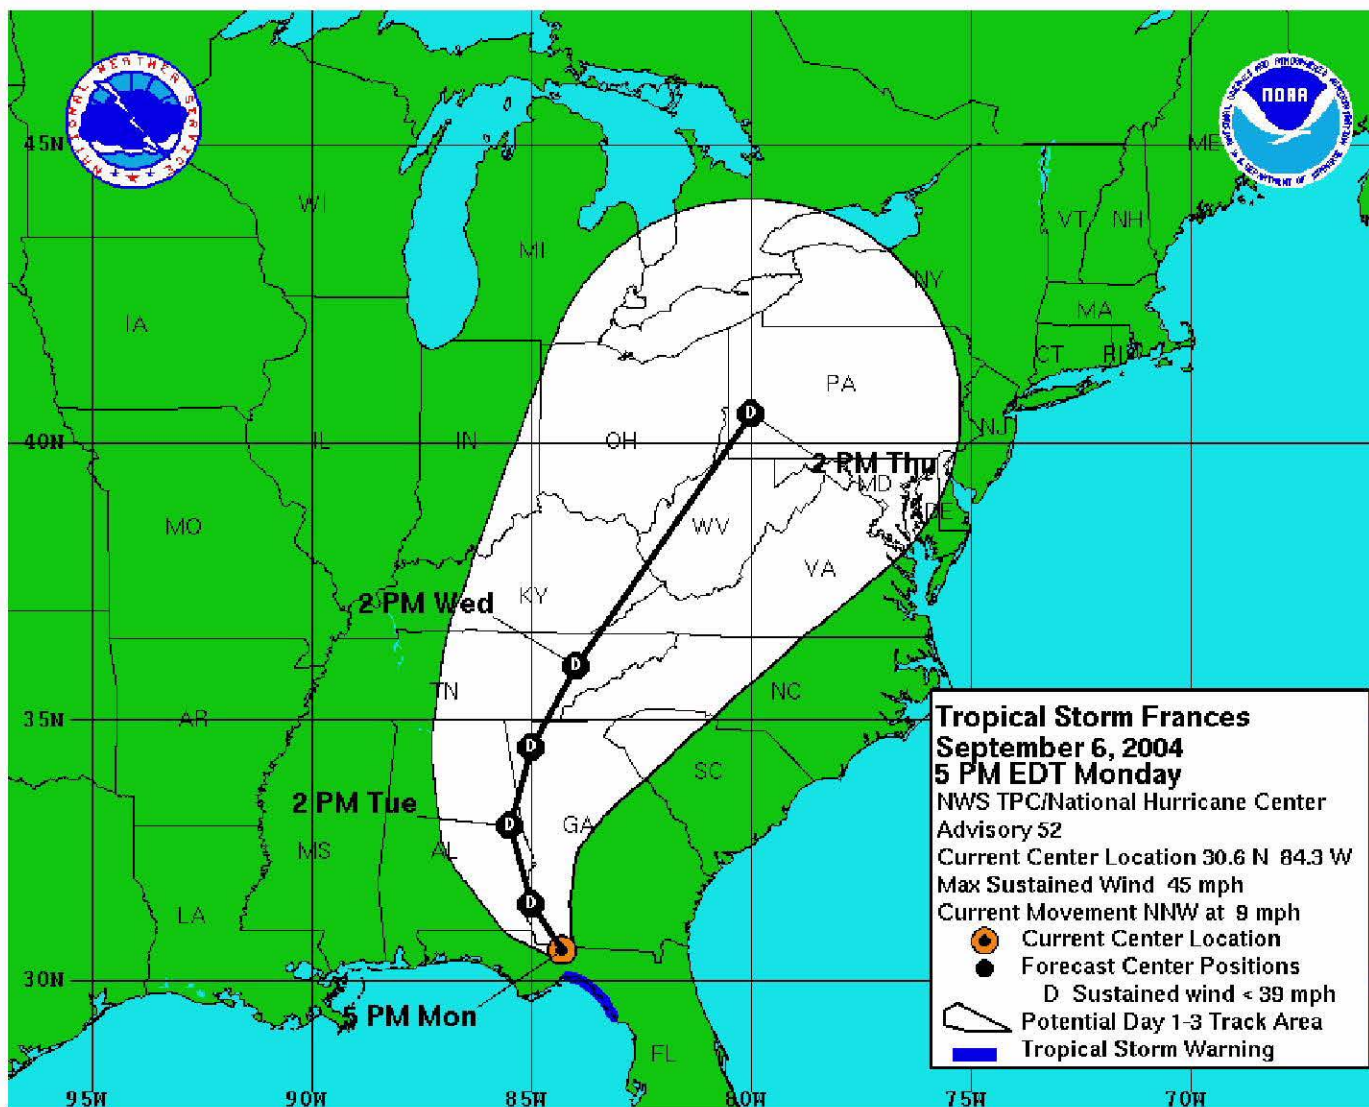 NATIONAL WEATHER SERVICE
NOAA
45N
40N
35N
30N
95W
90W
85W
80W
75W
70W
ME
WI
MI
VT
NH
NY
MA
CT
RI
IA
PA
NJ
IL
IN
OH
2 PM Thu
MD
DE
MO
WV
VA
KY
2 PM Wed
TN
NC
AR
SC
2 PM Tue
GA
MS
AL
LA
5 PM Mon
FL
D
D
D
D
D
Tropical Storm Frances
September 6, 2004
5 PM EDT Monday
NWS TPC/National Hurricane Center
Advisory 52
Current Center Location 30.6 N 84.3 W
Max Sustained Wind 45 mph
Current Movement NNW at 9 mph
Current Center Location
Forecast Center Positions
D Sustained wind < 39 mph
Potential Day 1-3 Track Area
Tropical Storm Warning